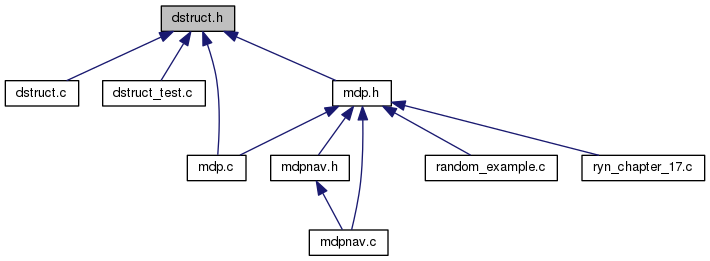 dstruct.h
dstruct.c
dstruct_test.c
mdp.h
mdp.c
mdpnav.h
random_example.c
ryn_chapter_17.c
mdpnav.c